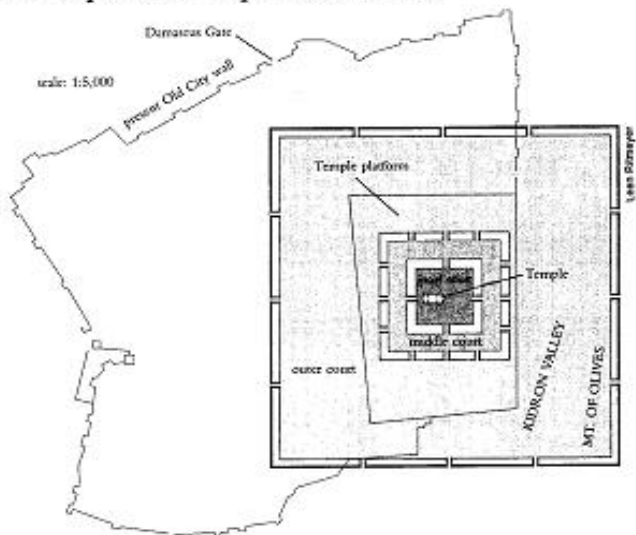 Damascus Gate
scale: 1:5,000
present Old City wall
Temple platform
Temple
middle court
outer court
KIDRON VALLEY
MT. OF OLIVES
Leen Ritmeyer